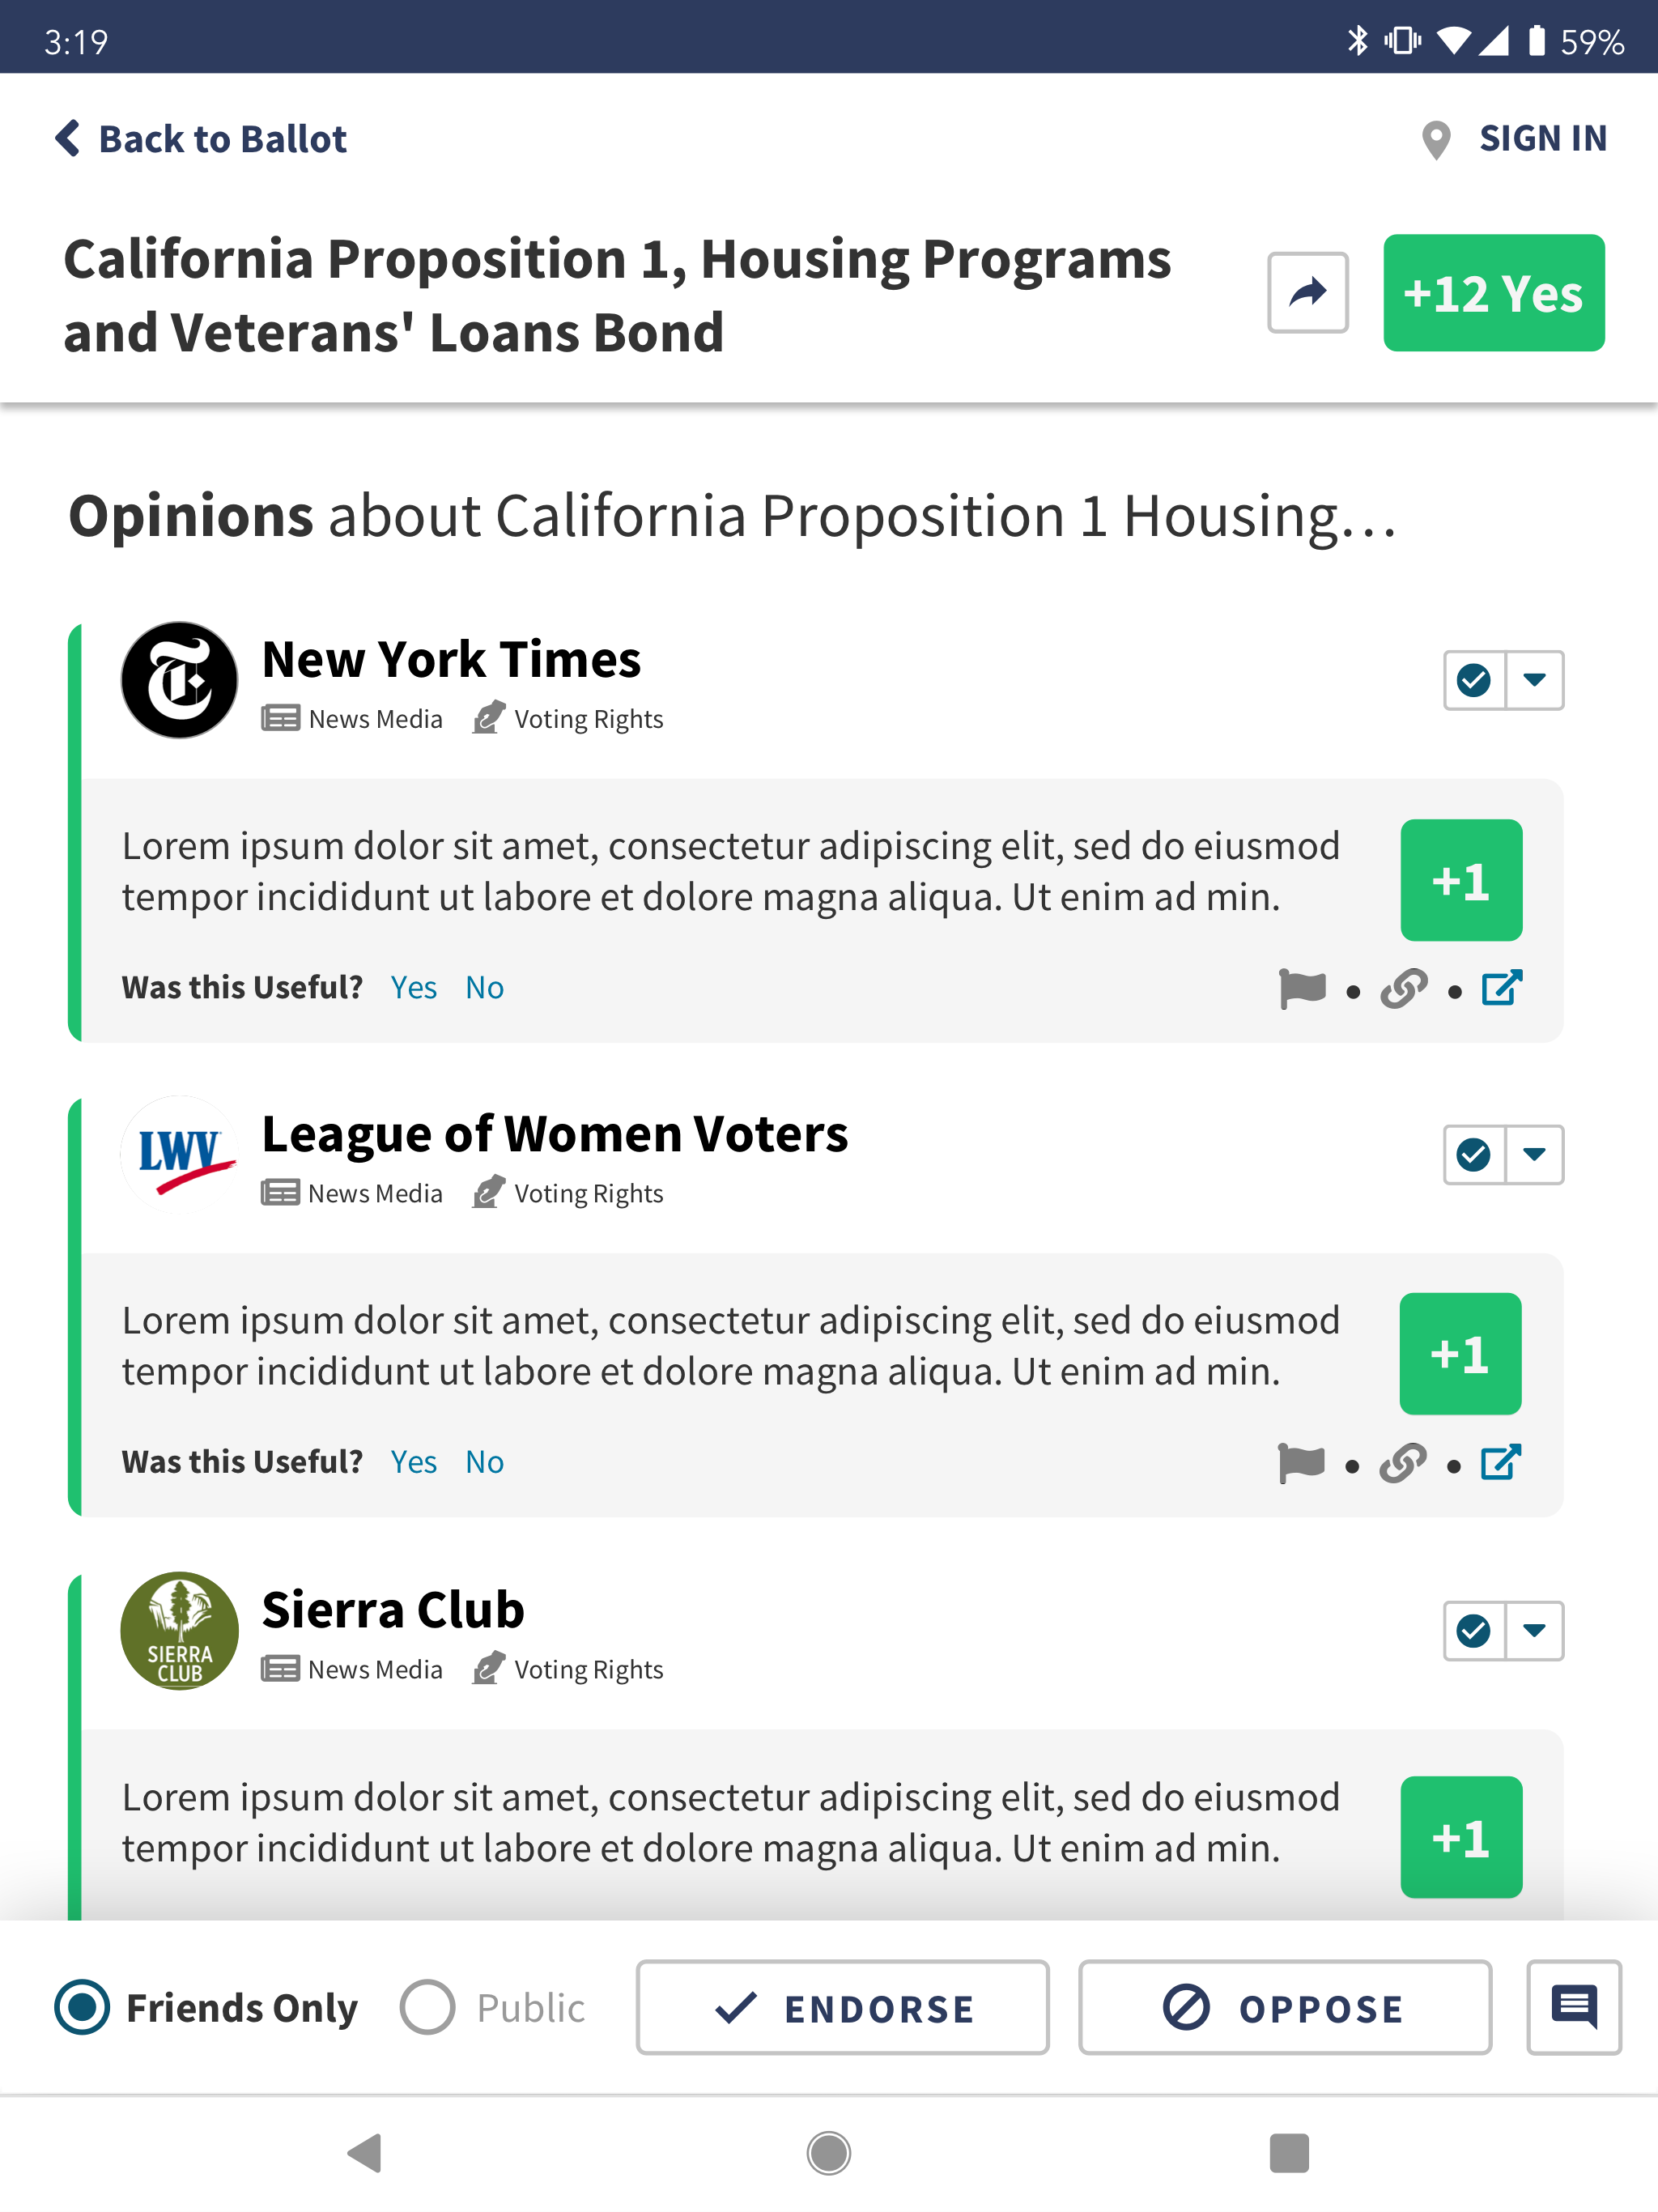 3:19
59%
Back to Ballot
SIGN IN
California Proposition 1, Housing Programs
and Veterans' Loans Bond
+12 Yes
Opinions about California Proposition 1 Housing…
New York Times
News Media
Voting Rights
Lorem ipsum dolor sit amet, consectetur adipiscing elit, sed do eiusmod
tempor incididunt ut labore et dolore magna aliqua. Ut enim ad min.
+1
Was this Useful? Yes No
LWV
League of Women Voters
News Media
Voting Rights
Lorem ipsum dolor sit amet, consectetur adipiscing elit, sed do eiusmod
tempor incididunt ut labore et dolore magna aliqua. Ut enim ad min.
+1
Was this Useful? Yes No
SIERRA
CLUB
Sierra Club
News Media
Voting Rights
Lorem ipsum dolor sit amet, consectetur adipiscing elit, sed do eiusmod
tempor incididunt ut labore et dolore magna aliqua. Ut enim ad min.
+1
Friends Only
Public
ENDORSE
OPPOSE